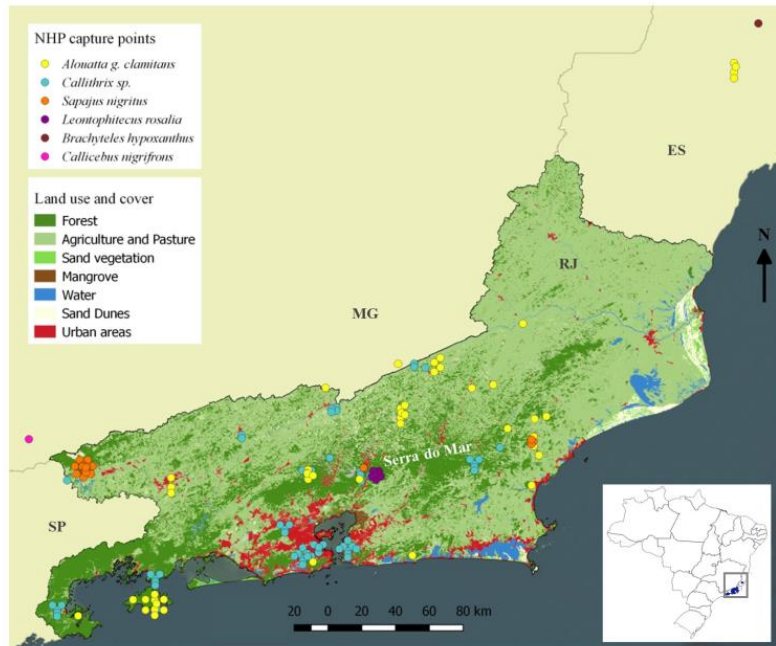 NHP capture points
Alouatta g. clamitans
Callithrix sp.
Sapajus nigritus
Leontophitecus rosalia
Brachyteles hypoxanthus
Callicebus nigrifrons
Land use and cover
Forest
Agriculture and Pasture
Sand vegetation
Mangrove
Water
Sand Dunes
Urban areas
ES
N
RJ
MG
Serra do Mar
SP
20 0 20 40 60 80 km